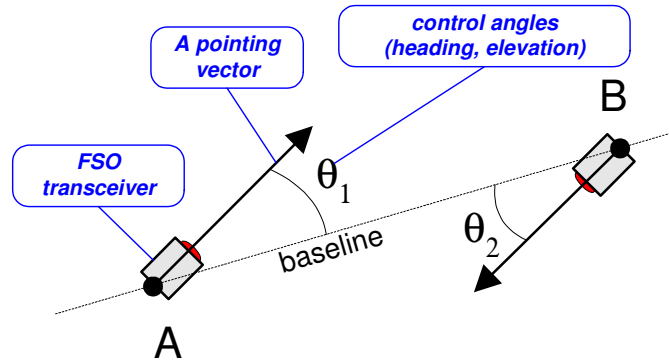 A pointing
vector
control angles
(heading, elevation)
B
FSO
transceiver
θ1
baseline
θ2
A